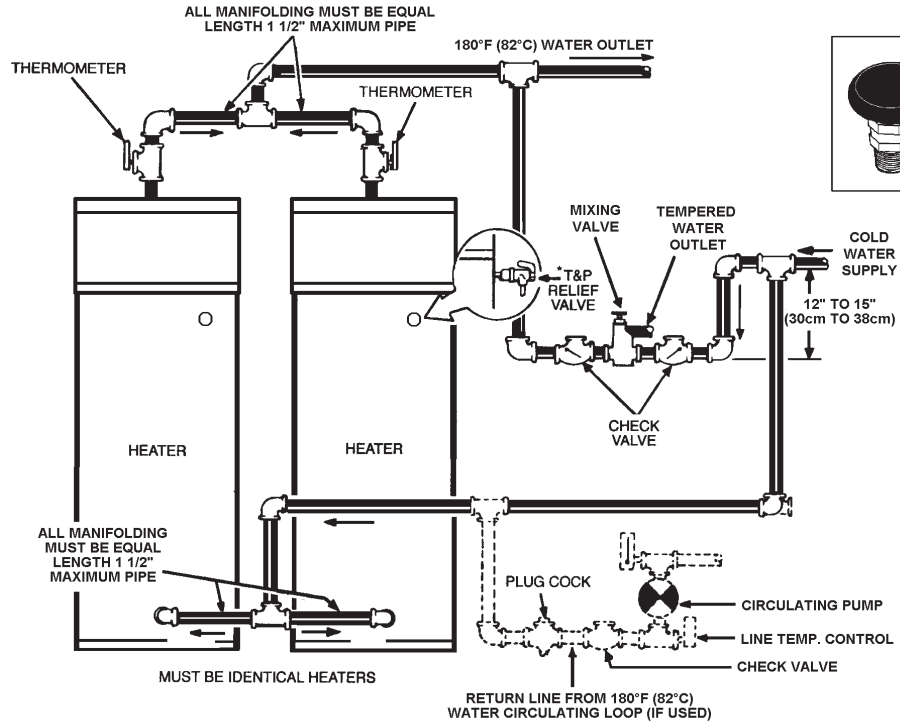 ALL MANIFOLDING MUST BE EQUAL
LENGTH 1 1/2" MAXIMUM PIPE
180°F (82°C) WATER OUTLET
THERMOMETER
THERMOMETER
MIXING
VALVE
TEMPERED
WATER
OUTLET
COLD
WATER
SUPPLY
*T&P
RELIEF
VALVE
12" TO 15"
(30cm TO 38cm)
CHECK
VALVE
HEATER
HEATER
ALL MANIFOLDING
MUST BE EQUAL
LENGTH 1 1/2"
MAXIMUM PIPE
PLUG COCK
CIRCULATING PUMP
LINE TEMP. CONTROL
CHECK VALVE
MUST BE IDENTICAL HEATERS
RETURN LINE FROM 180°F (82°C)
WATER CIRCULATING LOOP (IF USED)